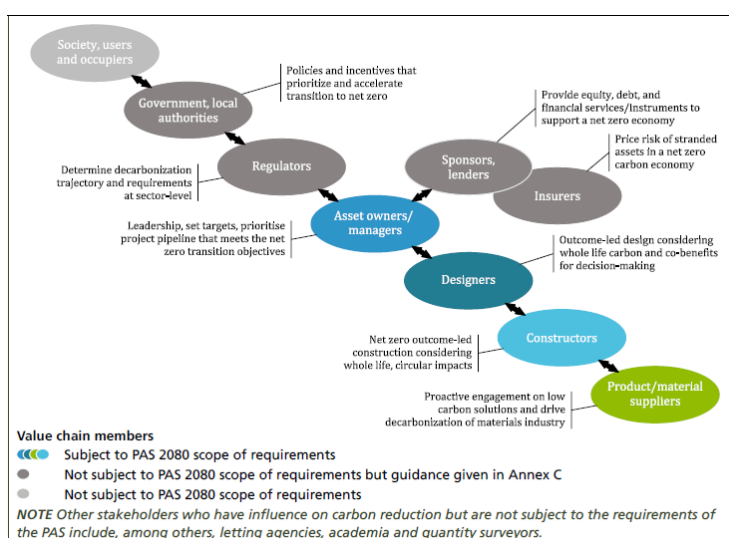 Society, users
and occupiers
Policies and incentives that
prioritize and accelerate
transition to net zero
Government, local
authorities
Provide equity, debt, and
financial services/instruments to
support a net zero economy
Regulators
Sponsors,
lenders
Price risk of stranded
assets in a net zero
carbon economy
Determine decarbonization
trajectory and requirements
at sector-level
Insurers
Asset owners/
managers
Leadership, set targets, prioritise
project pipeline that meets the net
zero transition objectives
Outcome-led design considering
whole life carbon and co-benefits
for decision-making
Designers
Net zero outcome-led
construction considering
whole life, circular impacts
Constructors
Product/material
suppliers
Proactive engagement on low
carbon solutions and drive
decarbonization of materials industry
Value chain members
Subject to PAS 2080 scope of requirements
Not subject to PAS 2080 scope of requirements but guidance given in Annex C
Not subject to PAS 2080 scope of requirements
NOTE Other stakeholders who have influence on carbon reduction but are not subject to the requirements of
the PAS include, among others, letting agencies, academia and quantity surveyors.